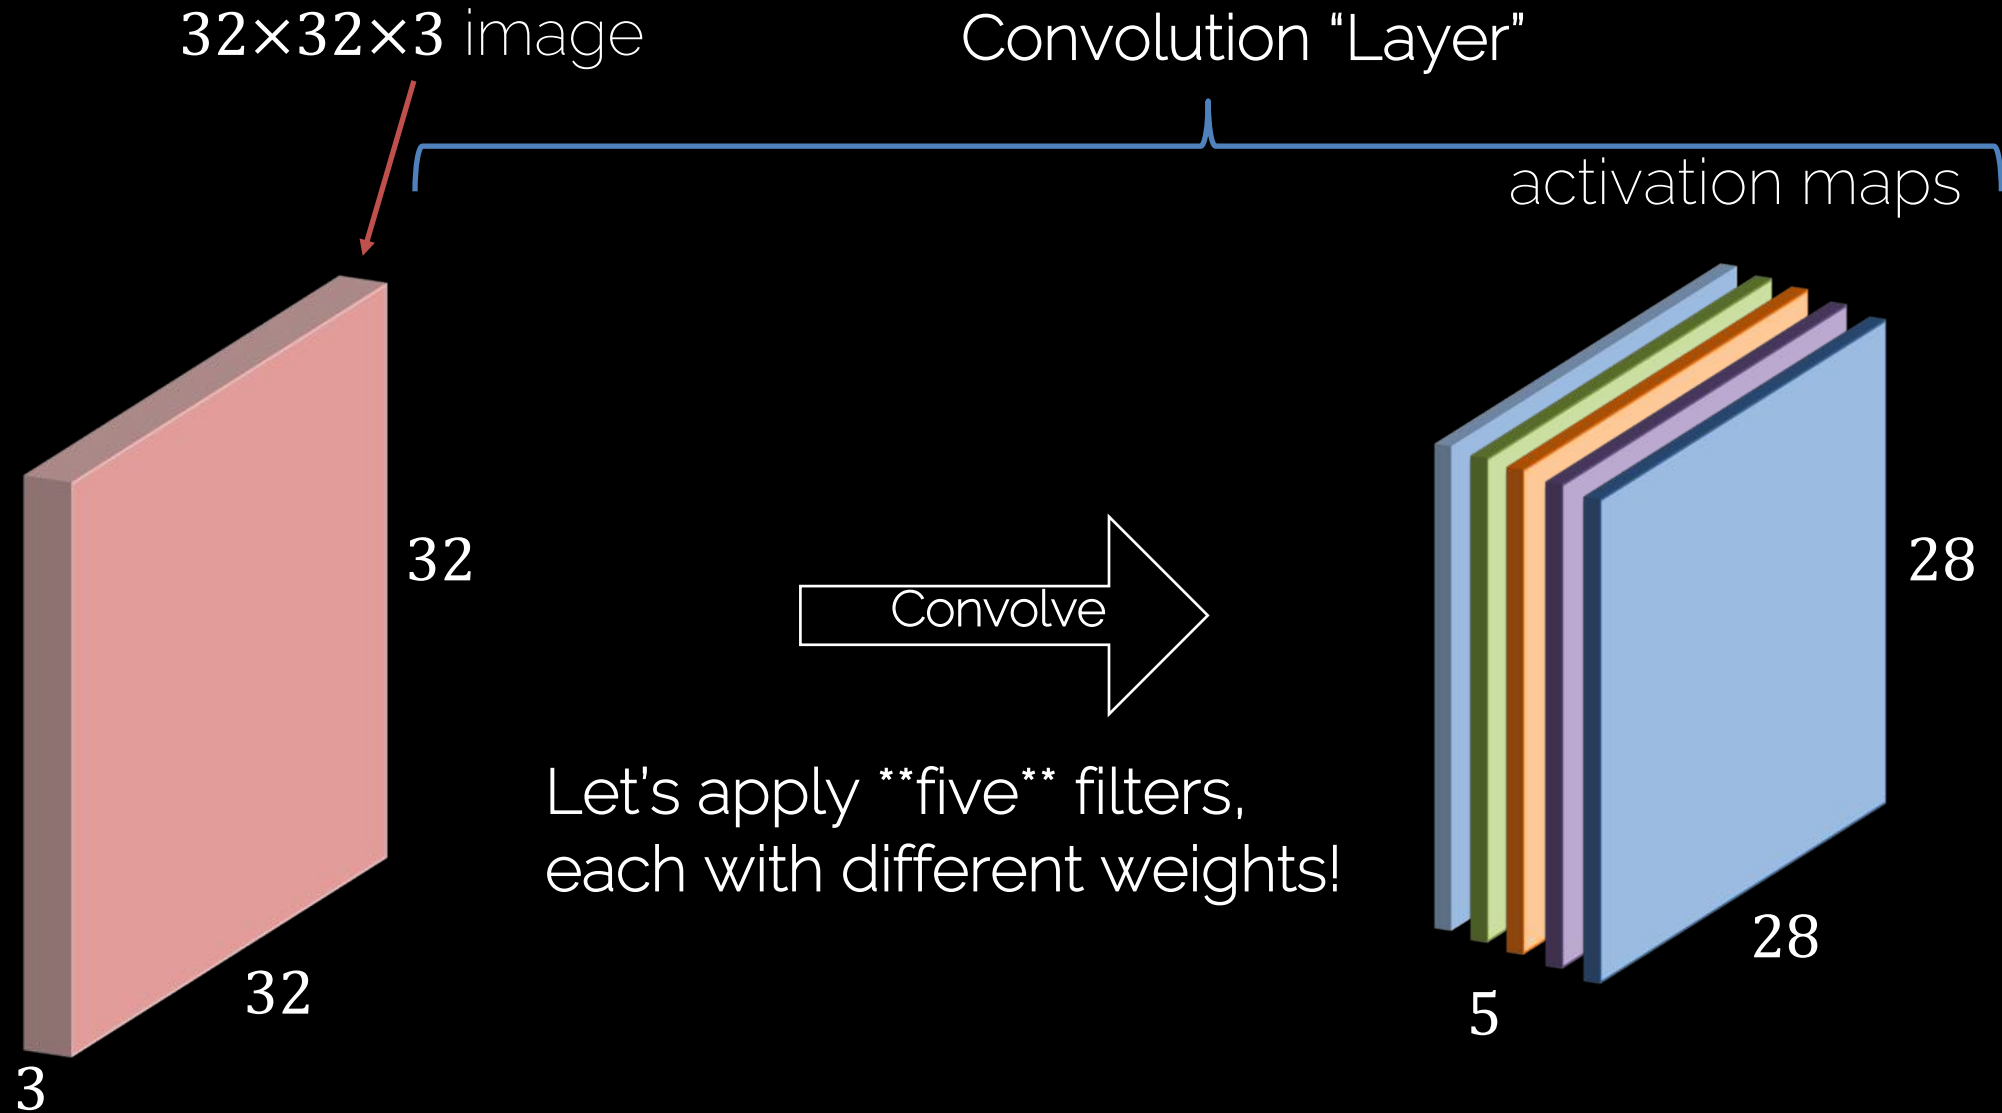 32×32×3 image
Convolution “Layer”
activation maps
32
32
3
Convolve
Let’s apply **five** filters,
each with different weights!
28
28
5